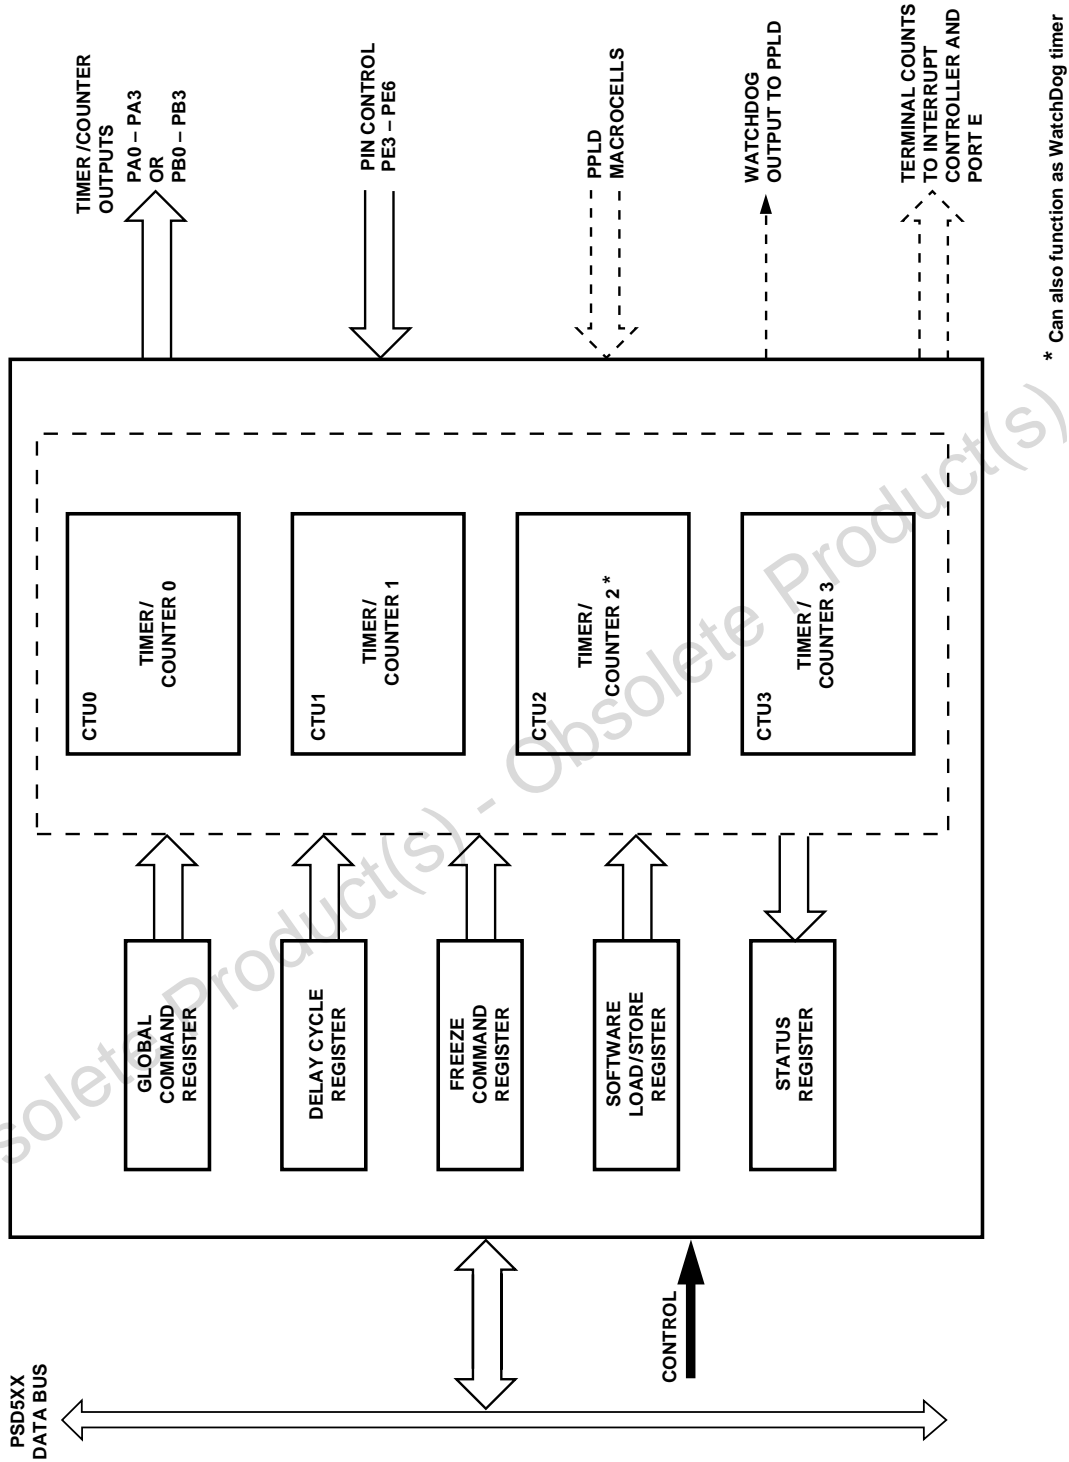 PSD5XX
DATA BUS
CONTROL
GLOBAL
COMMAND
REGISTER
DELAY CYCLE
REGISTER
FREEZE
COMMAND
REGISTER
SOFTWARE
LOAD/STORE
REGISTER
STATUS
REGISTER
CTU0
TIMER/
COUNTER 0
CTU1
TIMER/
COUNTER 1
CTU2
TIMER/
COUNTER 2 *
CTU3
TIMER/
COUNTER 3
TIMER/COUNTER
OUTPUTS
PA0 – PA3
OR
PB0 – PB3
PIN CONTROL
PE3 – PE6
PPLD
MACROCELLS
WATCHDOG
OUTPUT TO PPLD
TERMINAL COUNTS
TO INTERRUPT
CONTROLLER AND
PORT E
* Can also function as WatchDog timer
solete Product(s) - Obsolete Product(s)